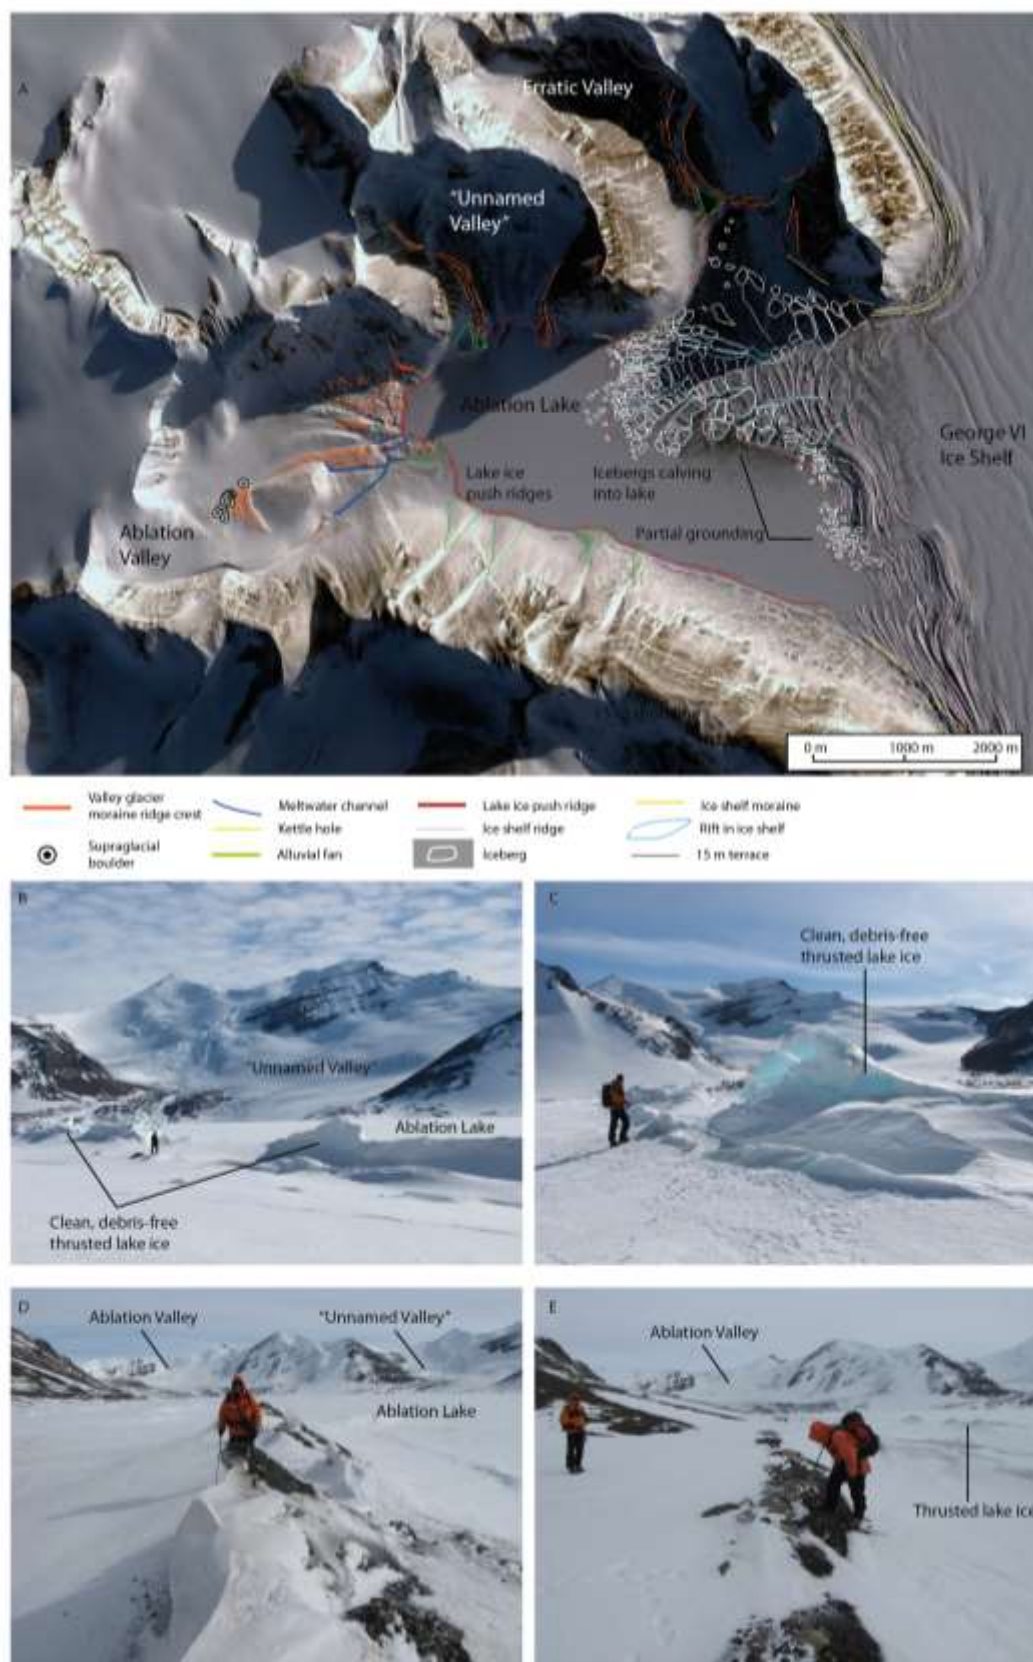 A
Erratic Valley
"Unnamed
Valley"
Ablation Lake
George VI
Ice Shelf
Lake ice
push ridges
Icebergs calving
into lake
Partial grounding
Ablation
Valley
0 m 1000 m 2000 m
Valley glacier
moraine ridge crest
Meltwater channel
Lake ice push ridge
Ice shelf moraine
Kettle hole
Ice shelf ridge
Rift in ice shelf
Supraglacial
boulder
Alluvial fan
Iceberg
15 m terrace
B
"Unnamed Valley"
Ablation Lake
Clean, debris-free
thrusted lake ice
C
Clean, debris-free
thrusted lake ice
D
Ablation Valley
"Unnamed Valley"
Ablation Lake
E
Ablation Valley
Thrusted lake ice